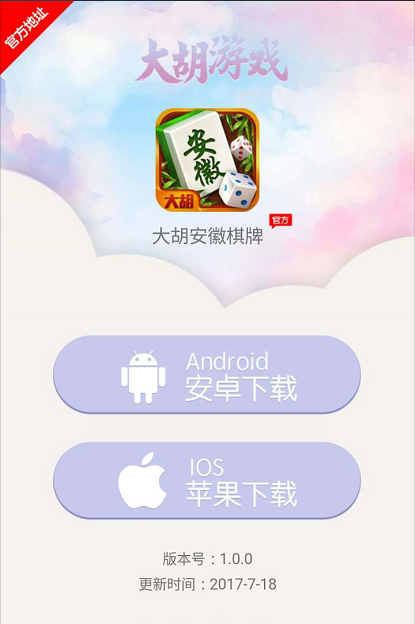 官方地址
大胡游戏
安徽
大胡
官方
大胡安徽棋牌
Android
安卓下载
IOS
苹果下载
版本号：1.0.0
更新时间：2017-7-18